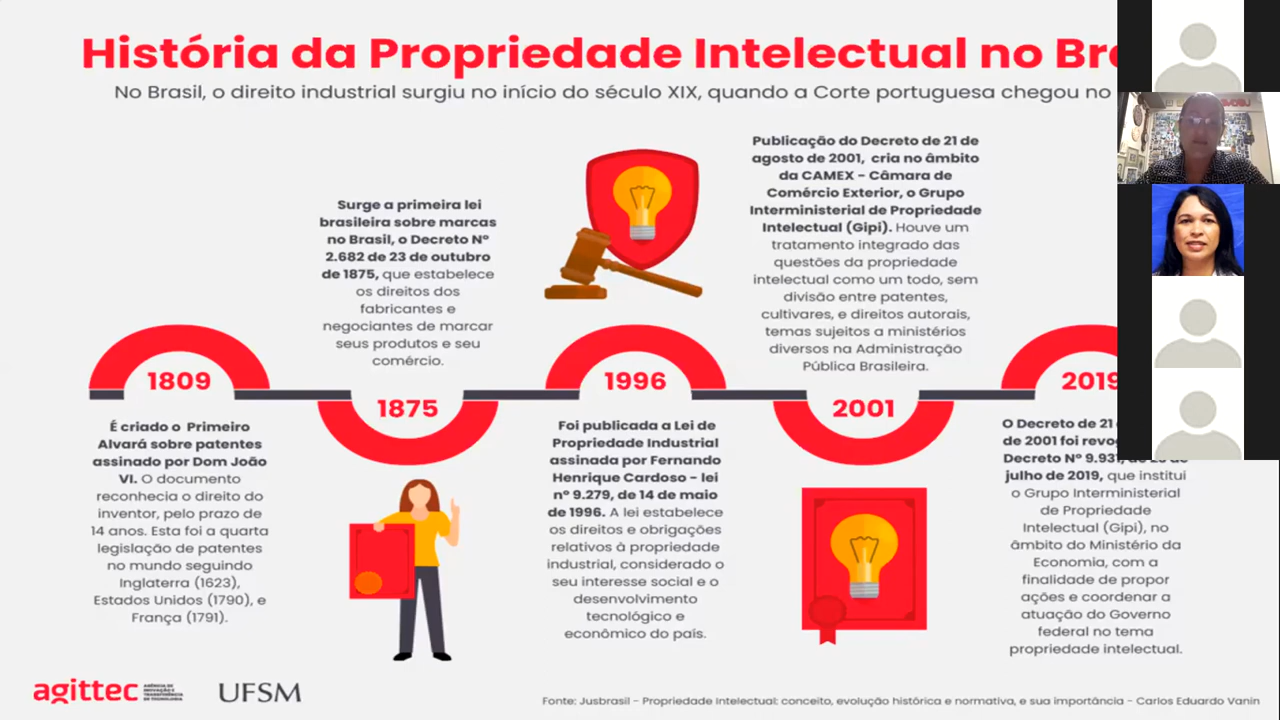 História da Propriedade Intelectual no
No Brasil, o direito industrial surgiu no início do século XIX, quando a Corte portuguesa chegou no
1809
É criado o Primeiro
Alvará sobre patentes
assinado por Dom João
VI. O documento
reconhecia o direito do
inventor, pelo prazo de
14 anos. Esta foi a quarta
legislação de patentes
no mundo seguindo
Inglaterra (1623),
Estados Unidos (1790), e
França (1791).
Surge a primeira lei
brasileira sobre marcas
no Brasil, o Decreto Nº
2.682 de 23 de outubro
de 1875, que estabelece
os direitos dos
fabricantes e
negociantes de marcar
seus produtos e seu
comércio.
1875
1996
Foi publicada a Lei de
Propriedade Industrial
assinada por Fernando
Henrique Cardoso - lei
nº 9.279, de 14 de maio
de 1996. A lei estabelece
os direitos e obrigações
relativos à propriedade
industrial, considerado o
seu interesse social e o
desenvolvimento
tecnológico e
econômico do país.
Publicação do Decreto de 21 de
agosto de 2001, cria no âmbito
da CAMEX - Câmara de
Comércio Exterior, o Grupo
Interministerial de Propriedade
Intelectual (Gipi). Houve um
tratamento integrado das
questões da propriedade
intelectual como um todo, sem
divisão entre patentes,
cultivares, e direitos autorais,
temas sujeitos a ministérios
diversos na Administração
Pública Brasileira.
2001
2019
O Decreto de 21
de 2001 foi
Decreto Nº 9.931, de
julho de 2019, que institui
o Grupo Interministerial
de Propriedade
Intelectual (Gipi), no
âmbito do Ministério da
Economia, com a
finalidade de propor
ações e coordenar a
atuação do Governo
federal no tema
propriedade intelectual.
agittec AGÊNCIA DE INOVAÇÃO E TRANSFERÊNCIA DE TECNOLOGIA
UFSM
Fonte: Jusbrasil - Propriedade Intelectual: conceito, evolução histórica e normativa, e sua importância - Carlos Eduardo Vanin